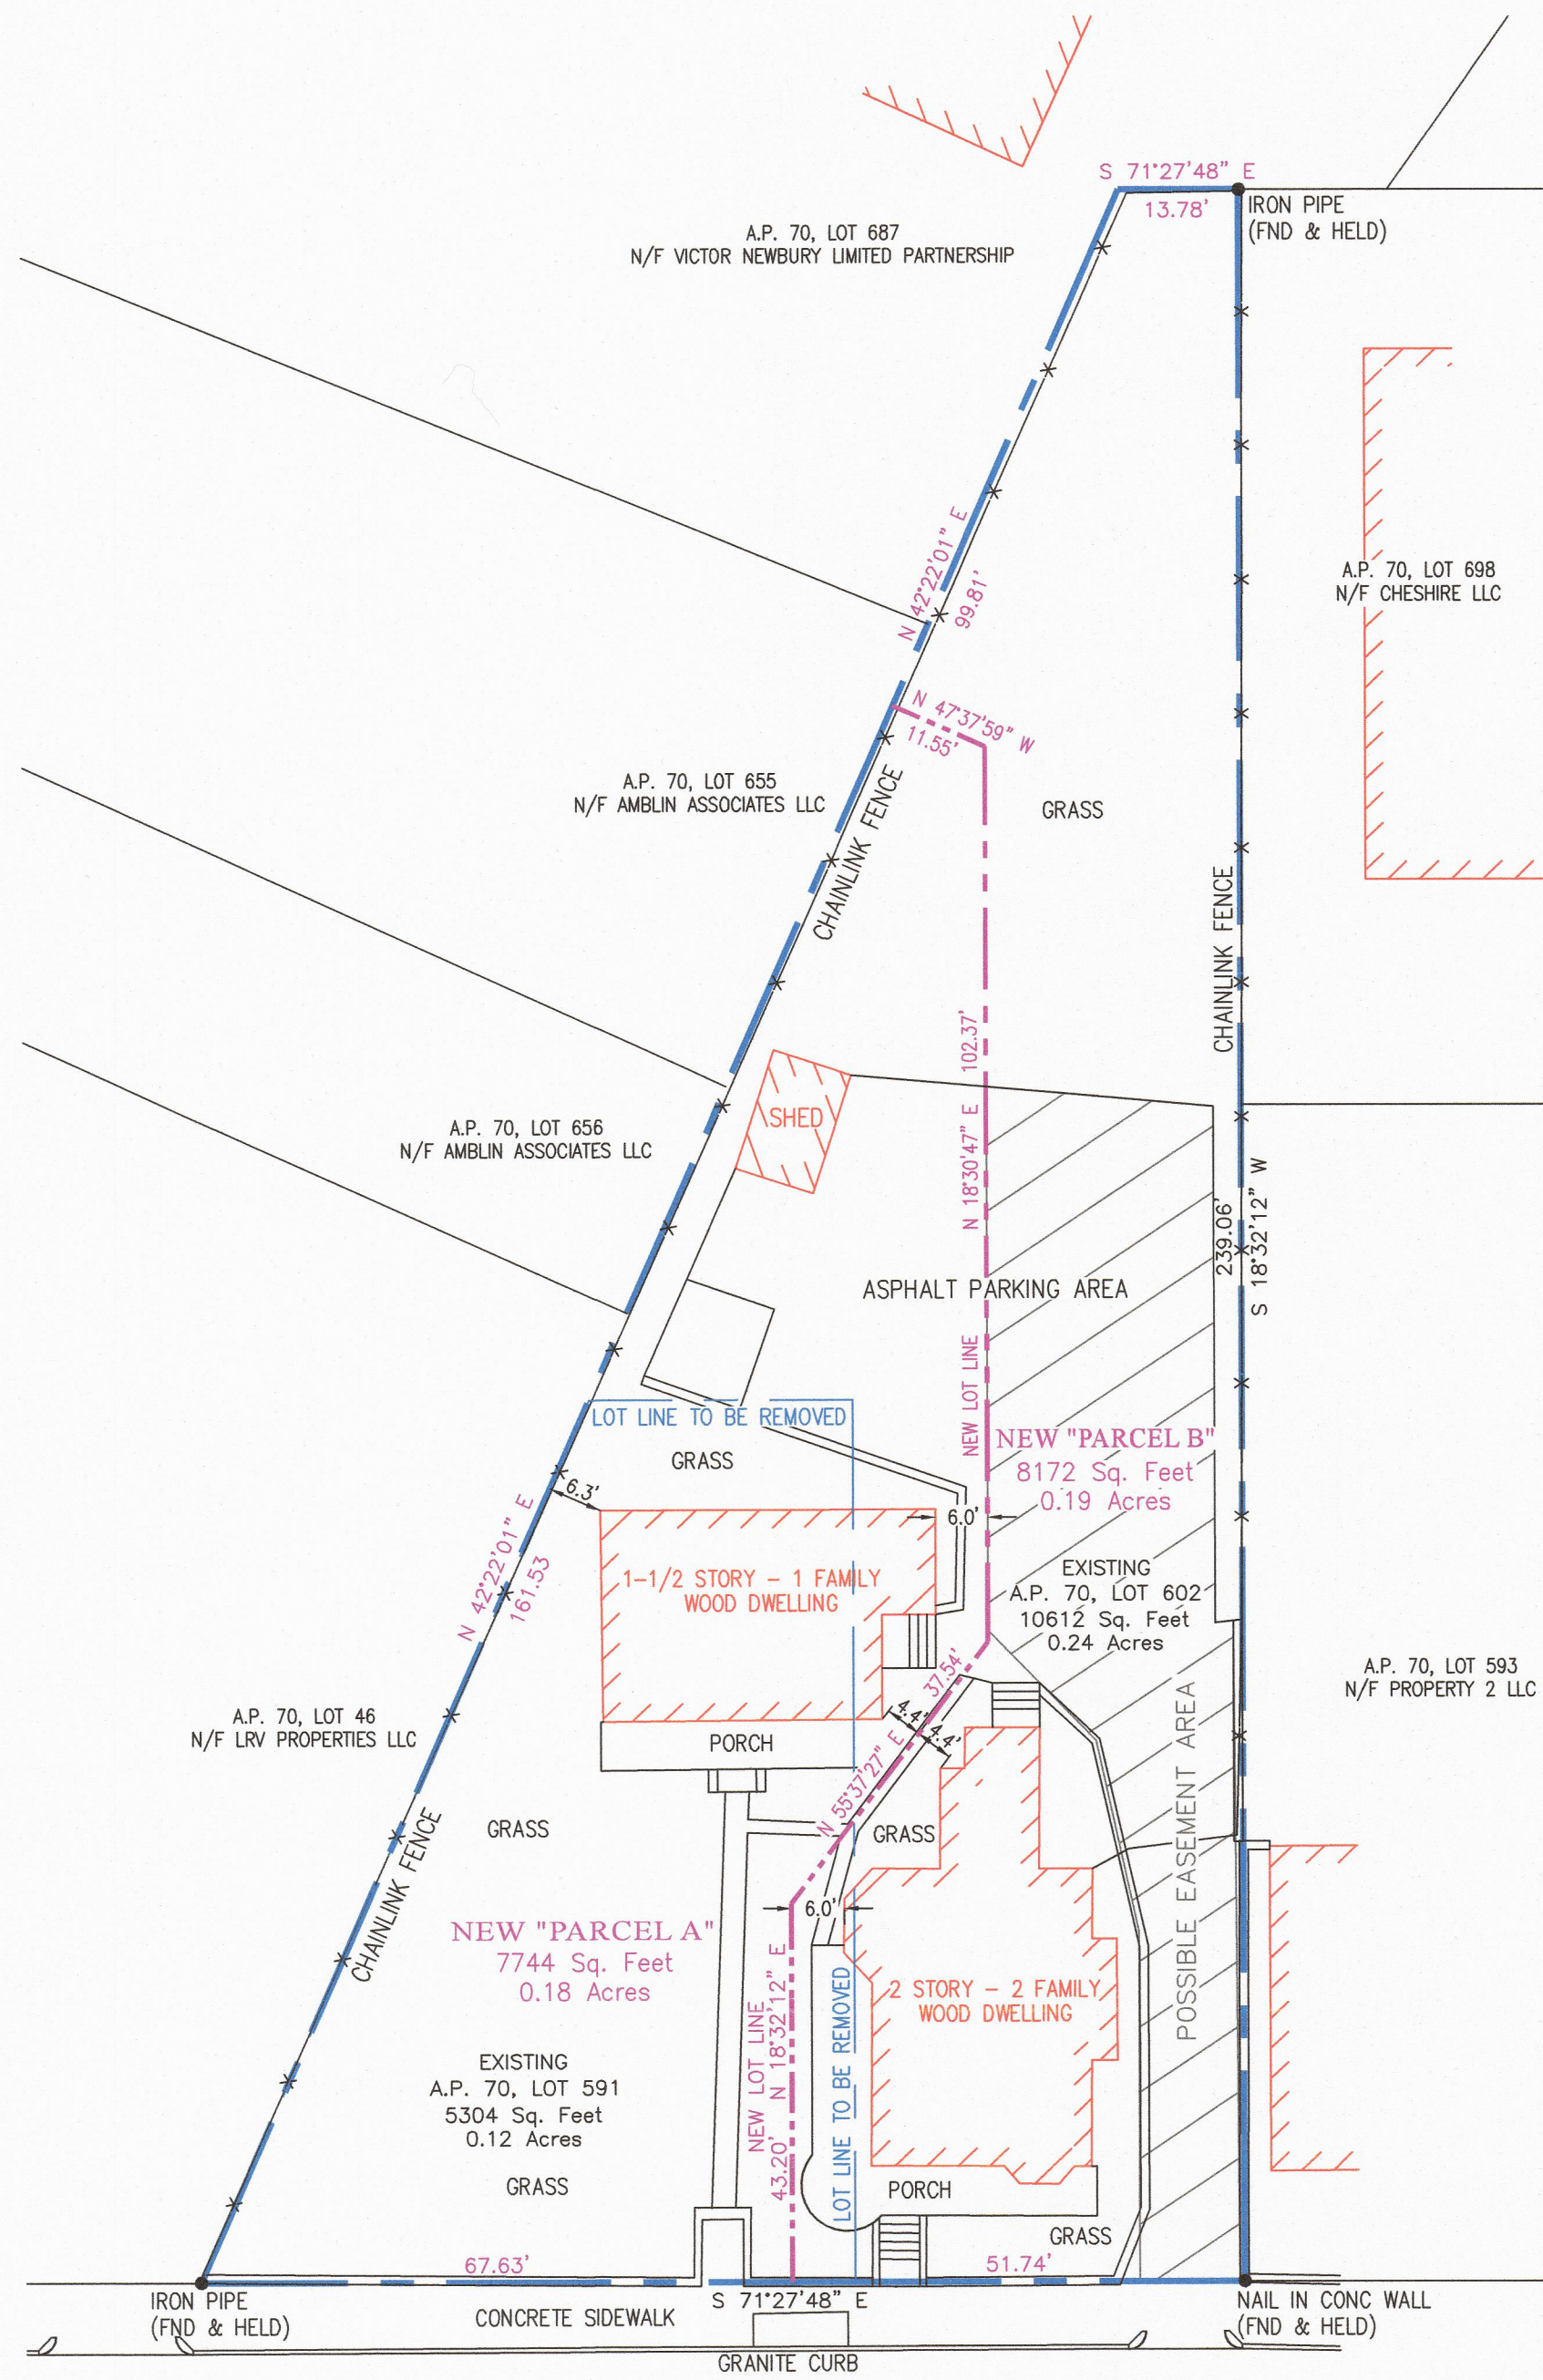 S 71°27'48" E
13.78'
IRON PIPE
(FND & HELD)
A.P. 70, LOT 687
N/F VICTOR NEWBURY LIMITED PARTNERSHIP
N 42°22'01" E
99.81'
A.P. 70, LOT 698
N/F CHESHIRE LLC
N 47°37'59" W
11.55'
A.P. 70, LOT 655
N/F AMBLIN ASSOCIATES LLC
CHAINLINK FENCE
GRASS
CHAINLINK FENCE
N 18°30'47" E 102.37'
SHED
A.P. 70, LOT 656
N/F AMBLIN ASSOCIATES LLC
239.06'
S 18°32'12" W
ASPHALT PARKING AREA
NEW LOT LINE
LOT LINE TO BE REMOVED
GRASS
NEW "PARCEL B"
8172 Sq. Feet
0.19 Acres
6.3'
6.0'
N 42°22'01" E
161.53
1-1/2 STORY - 1 FAMILY
WOOD DWELLING
EXISTING
A.P. 70, LOT 602
10612 Sq. Feet
0.24 Acres
A.P. 70, LOT 593
N/F PROPERTY 2 LLC
A.P. 70, LOT 46
N/F LRV PROPERTIES LLC
PORCH
37.54'
4.4'
4.4'
N 55°37'27" E
GRASS
GRASS
POSSIBLE EASEMENT AREA
CHAINLINK FENCE
6.0'
NEW "PARCEL A"
7744 Sq. Feet
0.18 Acres
2 STORY - 2 FAMILY
WOOD DWELLING
NEW LOT LINE
43.20' N 18°32'12" E
LOT LINE TO BE REMOVED
EXISTING
A.P. 70, LOT 591
5304 Sq. Feet
0.12 Acres
GRASS
PORCH
GRASS
67.63'
51.74'
S 71°27'48" E
IRON PIPE
(FND & HELD)
CONCRETE SIDEWALK
NAIL IN CONC WALL
(FND & HELD)
GRANITE CURB